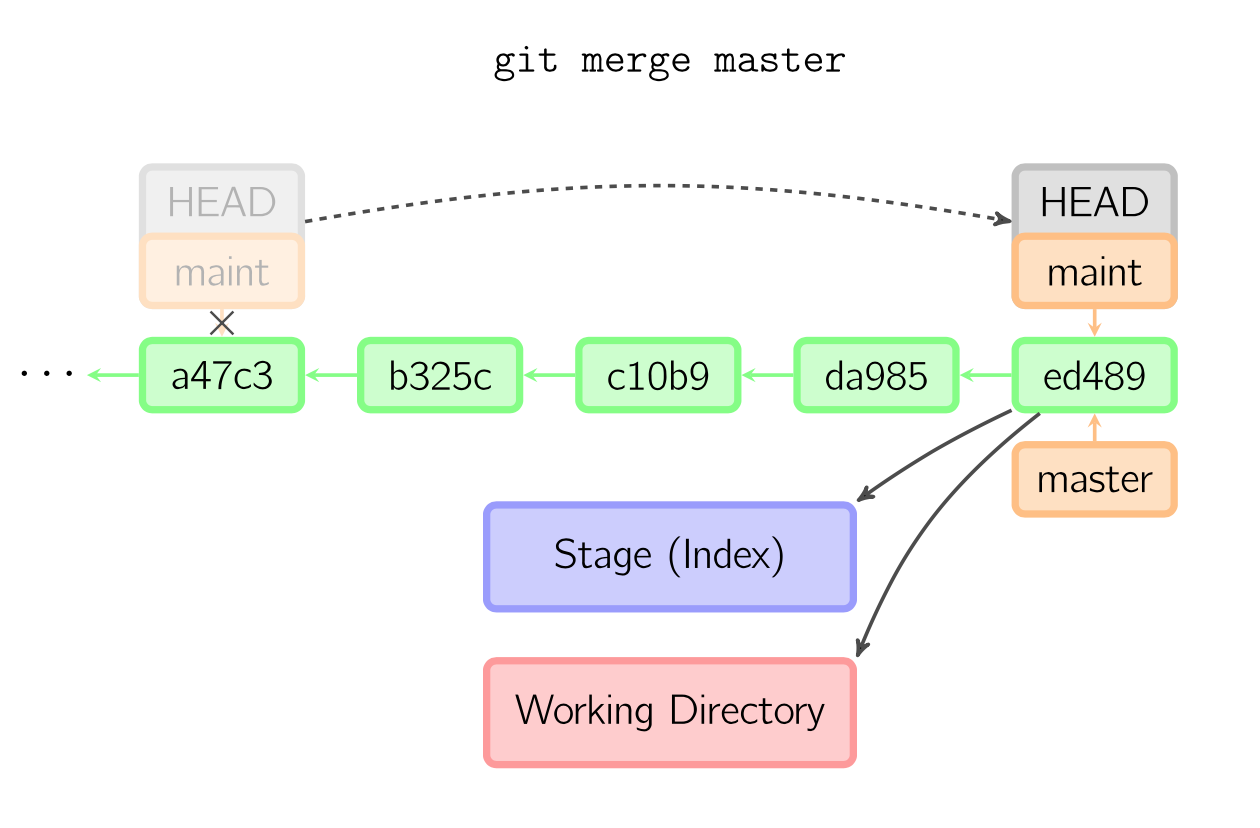 git merge master
HEAD
HEAD
maint
maint
... a47c3 b325c c10b9 da985 ed489
master
Stage (Index)
Working Directory